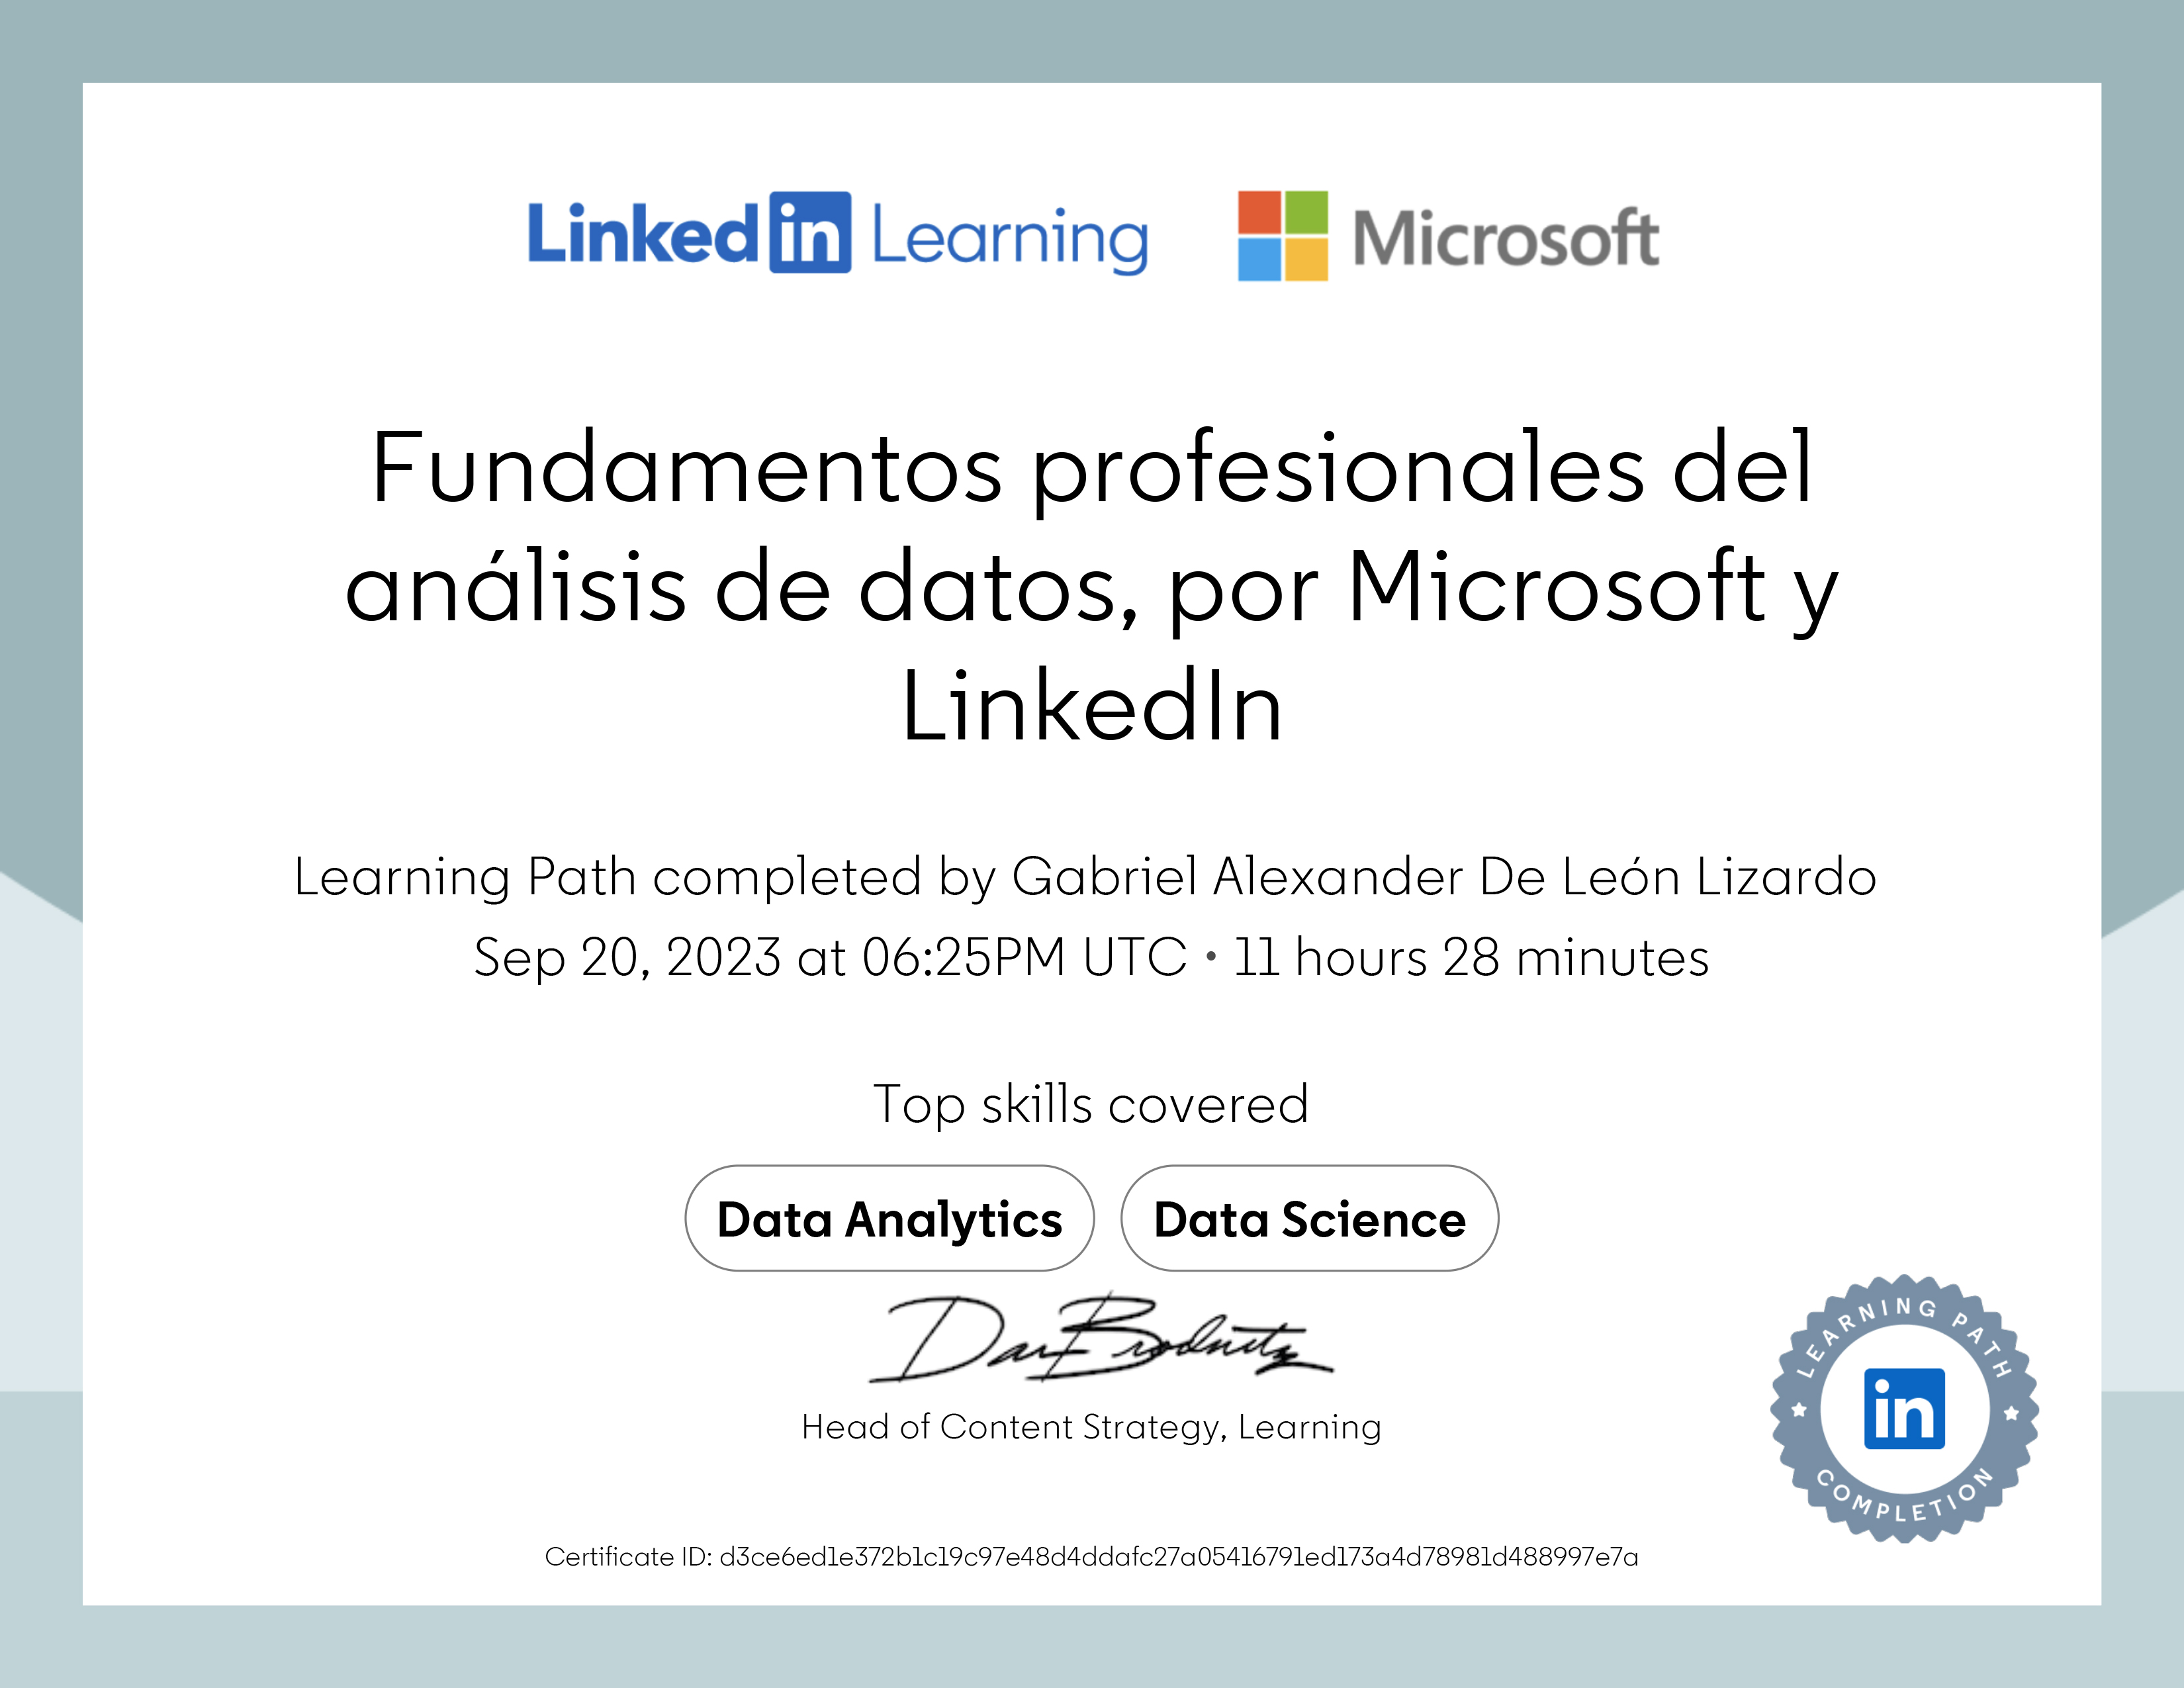 LinkedIn Learning Microsoft
Fundamentos profesionales del
análisis de datos, por Microsoft y
LinkedIn
Learning Path completed by Gabriel Alexander De León Lizardo
Sep 20, 2023 at 06:25PM UTC • 11 hours 28 minutes
Top skills covered
Data Analytics Data Science
Dan Brodnitz
Head of Content Strategy, Learning
LEARNING PATH
in
COMPLETION
Certificate ID: d3ce6ed1e372b1c19c97e48d4ddafc27a05416791ed173a4d78981d488997e7a